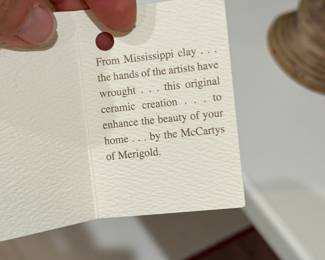 From Mississippi clay . . .
the hands of the artists have
wrought . . . this original
ceramic creation . . . to
enhance the beauty of your
home . . . by the McCartys
of Merigold.